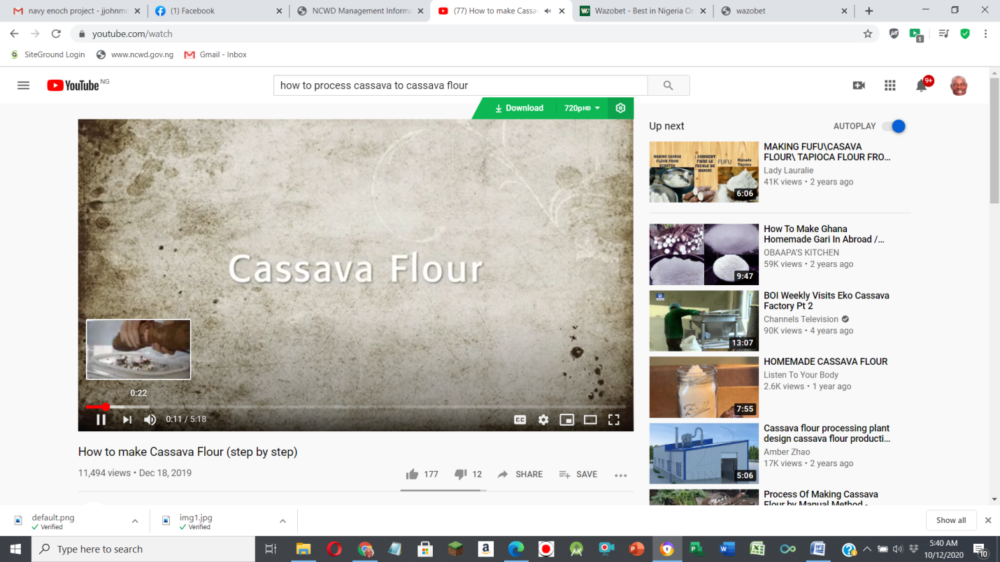 navy enoch project - jjohnmc
(1) Facebook
NCWD Management Informa
(77) How to make Cassav
Wazobet - Best in Nigeria On
wazobet
youtube.com/watch
1
SiteGround Login
www.ncwd.gov.ng
Gmail - Inbox
YouTube NG
how to process cassava to cassava flour
9+
Download
720pHD
Cassava Flour
0:22
0:11 / 5:18
CC
How to make Cassava Flour (step by step)
11,494 views • Dec 18, 2019
177
12
SHARE
SAVE
Up next
AUTOPLAY
MAKING CASAVA FLOUR FROM SCRATCH
COMMENT FAIRE LE FECULE DE MANIOC
FUFU
6:06
MAKING FUFU\CASAVA
FLOUR\ TAPIOCA FLOUR FRO...
Lady Lauralie
41K views • 2 years ago
9:47
How To Make Ghana
Homemade Gari In Abroad /...
OBAAPA'S KITCHEN
59K views • 2 years ago
13:07
BOI Weekly Visits Eko Cassava
Factory Pt 2
Channels Television
90K views • 4 years ago
7:55
HOMEMADE CASSAVA FLOUR
Listen To Your Body
2.6K views • 1 year ago
5:06
Cassava flour processing plant
design cassava flour producti...
Amber Zhao
17K views • 2 years ago
Process Of Making Cassava
Flour by Manual Method -
default.png
Verified
img1.jpg
Verified
Show all
Type here to search
5:40 AM
10/12/2020
10